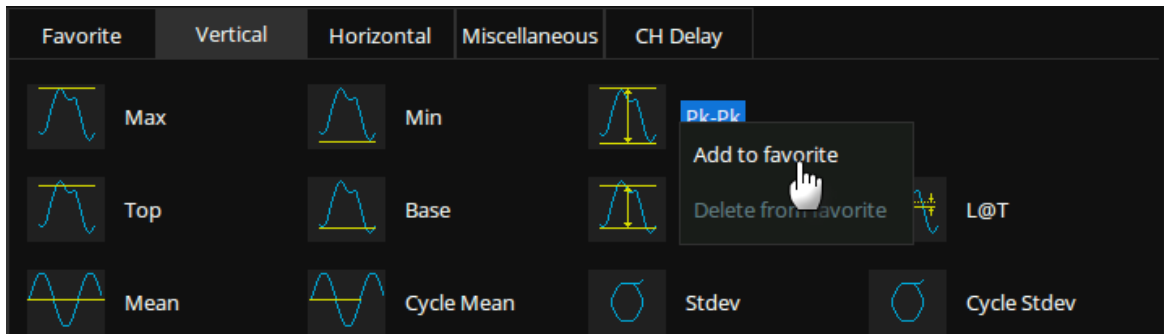 Favorite Vertical Horizontal Miscellaneous CH Delay
Max Min Pk-Pk
Add to favorite
Top Base Delete from favorite L@T
Mean Cycle Mean Stdev Cycle Stdev